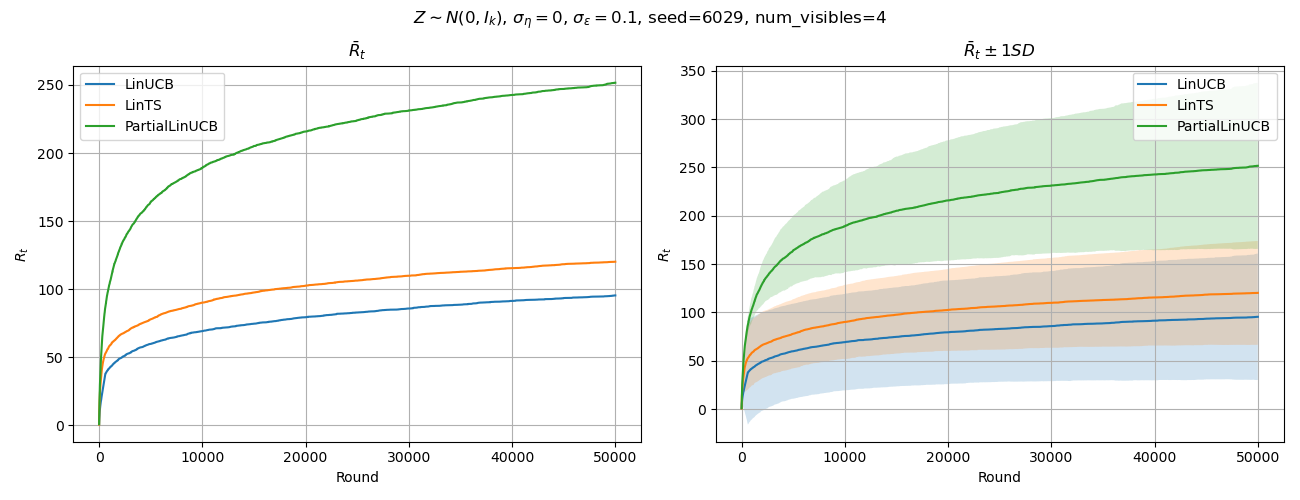 Z ∼ N(0, I_k), σ_η = 0, σ_ε = 0.1, seed=6029, num_visibles=4
R̄_t
R̄_t ± 1SD
LinUCB
LinTS
PartialLinUCB
R_t
250
200
150
100
50
0
0
10000
20000
30000
40000
50000
Round
LinUCB
LinTS
PartialLinUCB
R_t
350
300
250
200
150
100
50
0
0
10000
20000
30000
40000
50000
Round